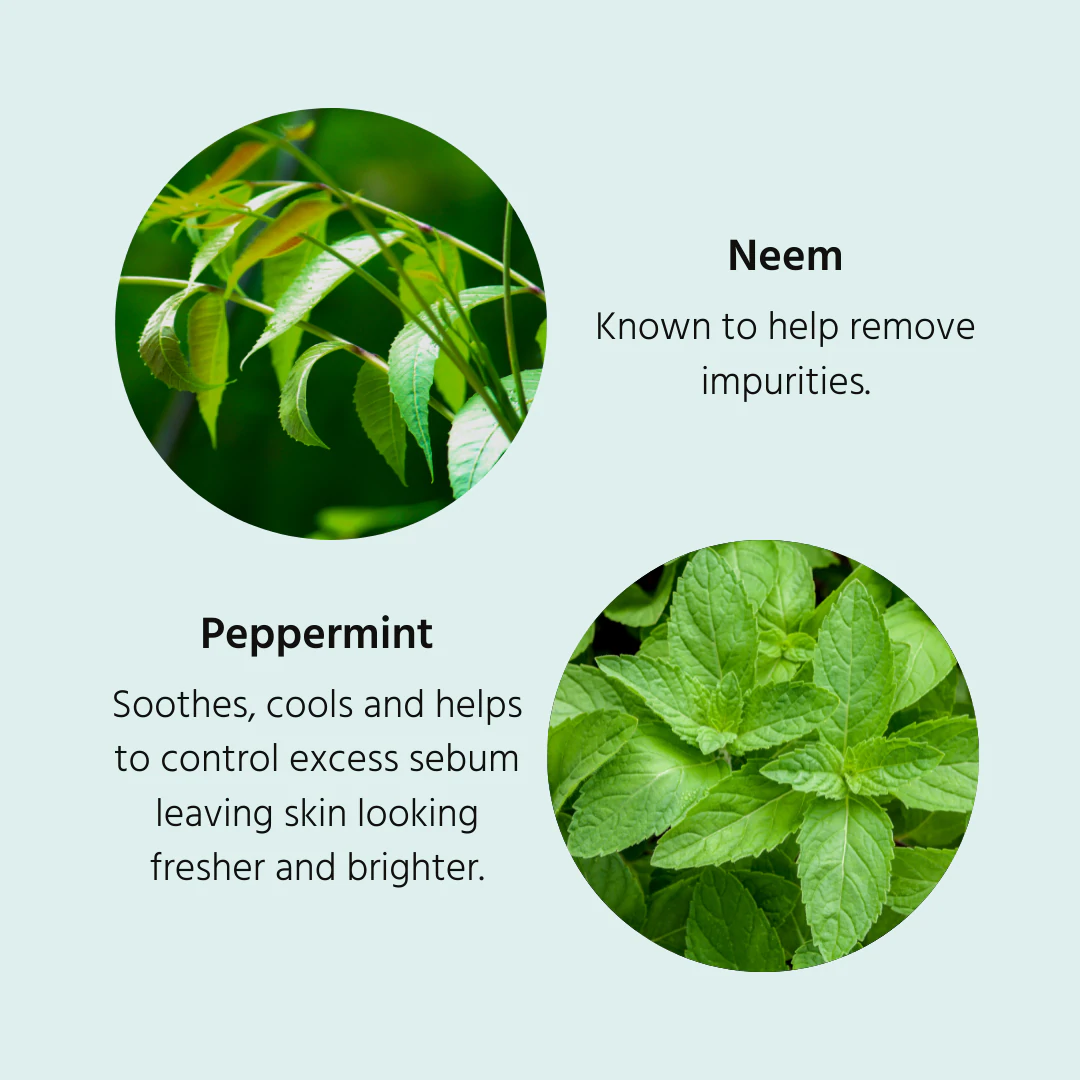 Neem
Known to help remove
impurities.
Peppermint
Soothes, cools and helps
to control excess sebum
leaving skin looking
fresher and brighter.